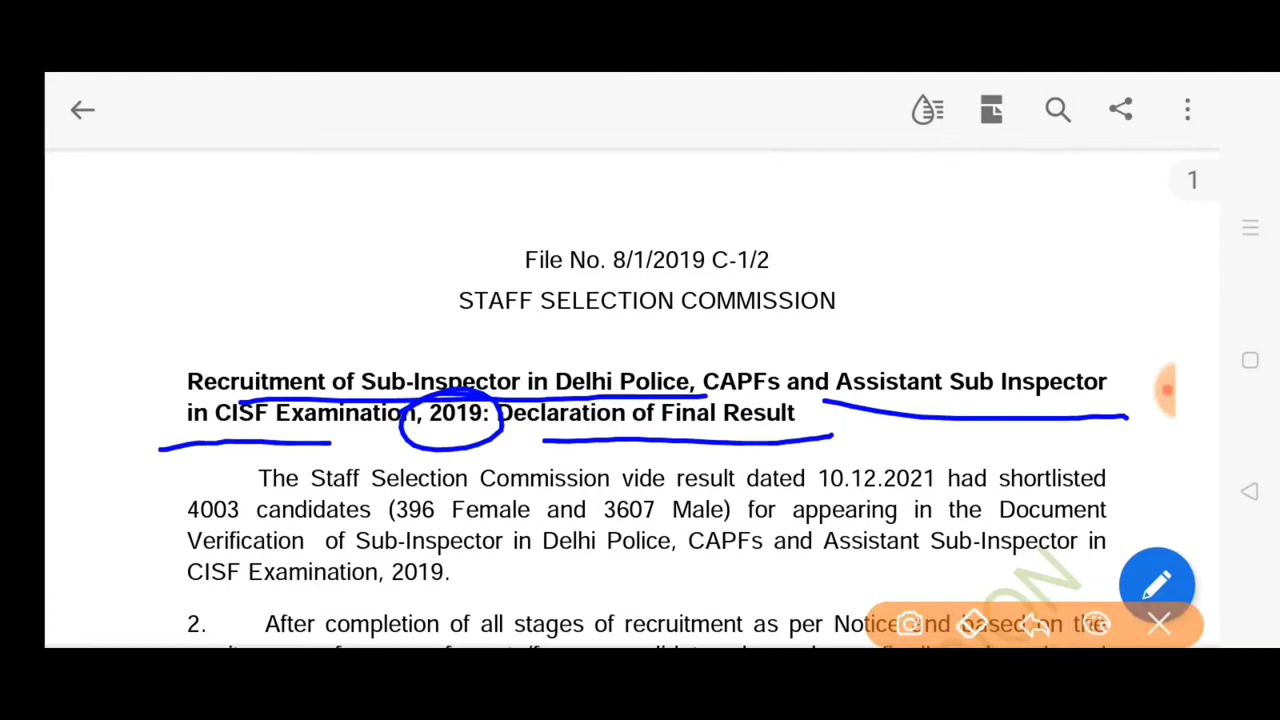 1
File No. 8/1/2019 C-1/2
STAFF SELECTION COMMISSION
Recruitment of Sub-Inspector in Delhi Police, CAPFs and Assistant Sub Inspector
in CISF Examination, 2019: Declaration of Final Result
The Staff Selection Commission vide result dated 10.12.2021 had shortlisted
4003 candidates (396 Female and 3607 Male) for appearing in the Document
Verification of Sub-Inspector in Delhi Police, CAPFs and Assistant Sub-Inspector in
CISF Examination, 2019.
2. After completion of all stages of recruitment as per Notice and based on the